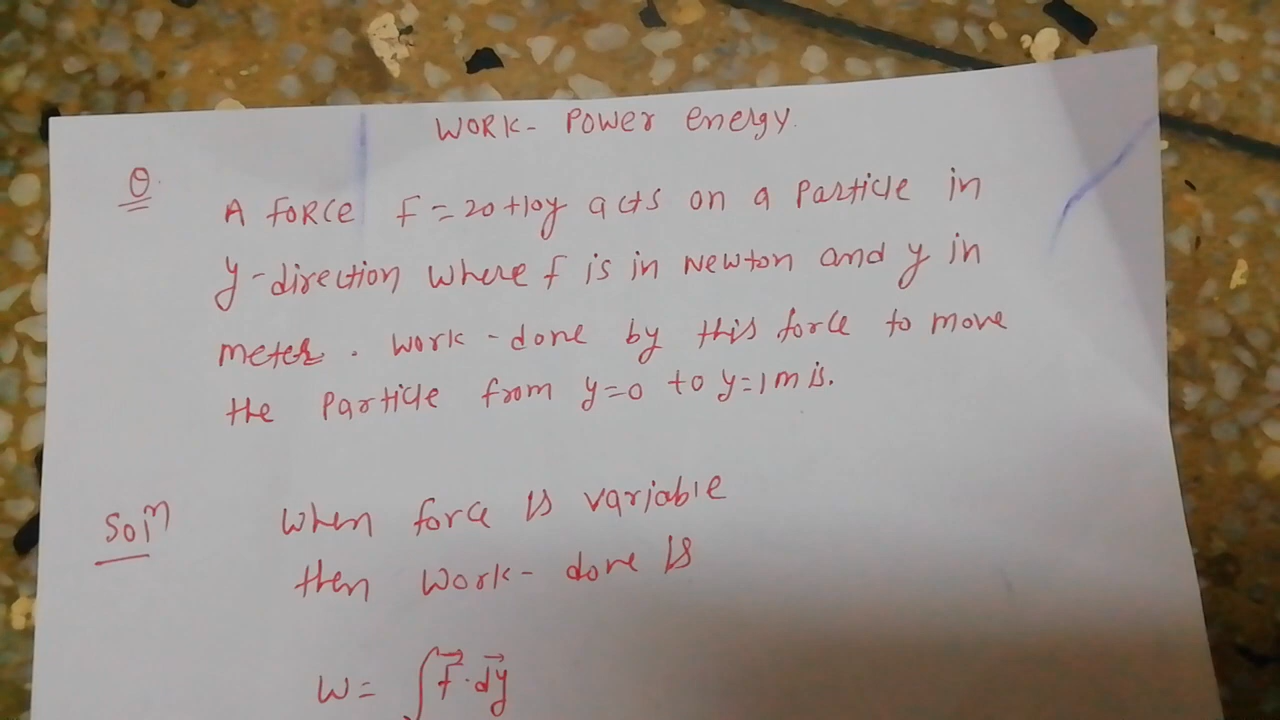 WORK- POWER energy.
Q.
A FORCE F=20+10y acts on a particle in
y-direction where f is in Newton and y in
meter. work-done by this force to move
the particle from y=0 to y=1m is.
Soln When force is variable
then Work- done is
W= ∫F⃗·dy⃗